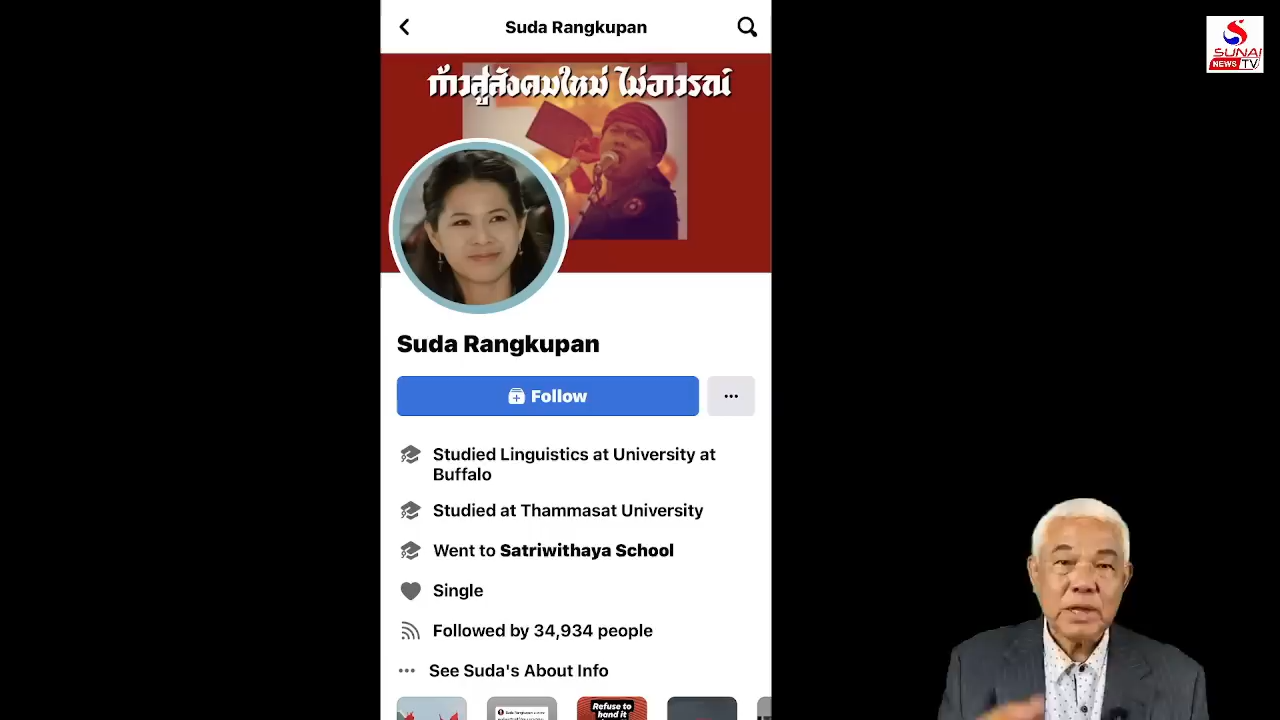 Suda Rangkupan
SUNAI
NEWS TV
ก้าวสู่สังคมใหม่ ไม่อาวรณ์
Suda Rangkupan
Follow
Studied Linguistics at University at
Buffalo
Studied at Thammasat University
Went to Satriwithaya School
Single
Followed by 34,934 people
See Suda's About Info
Refuse to
hand it